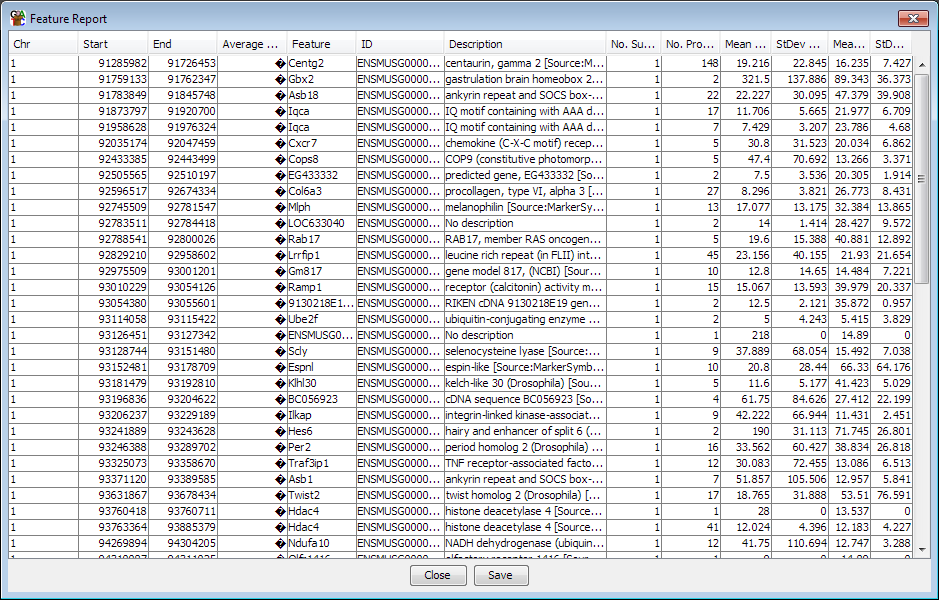 Feature Report
Chr Start End Average ... Feature ID Description No. Su... No. Pro... Mean ... StDev ... Mea... StD...
1 91285982 91726453 � Centg2 ENSMUSG0000... centaurin, gamma 2 [Source:M... 1 148 19.216 22.845 16.235 7.427
1 91759133 91762347 � Gbx2 ENSMUSG0000... gastrulation brain homeobox 2... 1 2 321.5 137.886 89.343 36.373
1 91783849 91845748 � Asb18 ENSMUSG0000... ankyrin repeat and SOCS box-... 1 22 22.227 30.095 47.379 39.908
1 91873797 91920700 � Iqca ENSMUSG0000... IQ motif containing with AAA d... 1 17 11.706 5.665 21.977 6.709
1 91958628 91976324 � Iqca ENSMUSG0000... IQ motif containing with AAA d... 1 7 7.429 3.207 23.786 4.68
1 92035174 92047459 � Cxcr7 ENSMUSG0000... chemokine (C-X-C motif) recep... 1 5 30.8 31.523 20.034 6.862
1 92433385 92443499 � Cops8 ENSMUSG0000... COP9 (constitutive photomorp... 1 5 47.4 70.692 13.266 3.371
1 92505565 92510197 � EG433332 ENSMUSG0000... predicted gene, EG433332 [So... 1 2 7.5 3.536 20.305 1.914
1 92596517 92674334 � Col6a3 ENSMUSG0000... procollagen, type VI, alpha 3 [... 1 27 8.296 3.821 26.773 8.431
1 92745509 92781547 � Mlph ENSMUSG0000... melanophilin [Source:MarkerSy... 1 13 17.077 13.175 32.384 13.865
1 92783511 92784418 � LOC633040 ENSMUSG0000... No description 1 2 14 1.414 28.427 9.572
1 92788541 92800026 � Rab17 ENSMUSG0000... RAB17, member RAS oncogen... 1 5 19.6 15.388 40.881 12.892
1 92829210 92958602 � Lrrfip1 ENSMUSG0000... leucine rich repeat (in FLII) int... 1 45 23.156 40.155 21.93 21.654
1 92975509 93001201 � Gm817 ENSMUSG0000... gene model 817, (NCBI) [Sour... 1 10 12.8 14.65 14.484 7.221
1 93010229 93054126 � Ramp1 ENSMUSG0000... receptor (calcitonin) activity m... 1 15 15.067 13.593 39.979 20.337
1 93054380 93055601 � 9130218E1... ENSMUSG0000... RIKEN cDNA 9130218E19 gen... 1 2 12.5 2.121 35.872 0.957
1 93114058 93115422 � Ube2f ENSMUSG0000... ubiquitin-conjugating enzyme ... 1 2 5 4.243 5.415 3.829
1 93126451 93127342 � ENSMUSG0... ENSMUSG0000... No description 1 1 218 0 14.89 0
1 93128744 93151480 � Scly ENSMUSG0000... selenocysteine lyase [Source:... 1 9 37.889 68.054 15.492 7.038
1 93152481 93178709 � Espnl ENSMUSG0000... espin-like [Source:MarkerSymb... 1 10 20.8 28.44 66.33 64.176
1 93181479 93192810 � Klhl30 ENSMUSG0000... kelch-like 30 (Drosophila) [Sou... 1 5 11.6 5.177 41.423 5.029
1 93196836 93204622 � BC056923 ENSMUSG0000... cDNA sequence BC056923 [So... 1 4 61.75 84.626 27.412 22.199
1 93206237 93229189 � Ilkap ENSMUSG0000... integrin-linked kinase-associat... 1 9 42.222 66.944 11.431 2.451
1 93241889 93243628 � Hes6 ENSMUSG0000... hairy and enhancer of split 6 (... 1 2 190 31.113 71.745 26.801
1 93246388 93289702 � Per2 ENSMUSG0000... period homolog 2 (Drosophila) ... 1 16 33.562 60.427 38.834 26.818
1 93325073 93358670 � Traf3ip1 ENSMUSG0000... TNF receptor-associated facto... 1 12 30.083 72.455 13.086 6.513
1 93371120 93389585 � Asb1 ENSMUSG0000... ankyrin repeat and SOCS box-... 1 7 51.857 105.506 12.957 5.841
1 93631867 93678434 � Twist2 ENSMUSG0000... twist homolog 2 (Drosophila) [... 1 17 18.765 31.888 53.51 76.591
1 93760418 93760711 � Hdac4 ENSMUSG0000... histone deacetylase 4 [Source... 1 1 28 0 13.537 0
1 93763364 93885379 � Hdac4 ENSMUSG0000... histone deacetylase 4 [Source... 1 41 12.024 4.396 12.183 4.227
1 94269894 94304205 � Ndufa10 ENSMUSG0000... NADH dehydrogenase (ubiquin... 1 12 41.75 110.694 12.747 3.288
Close Save